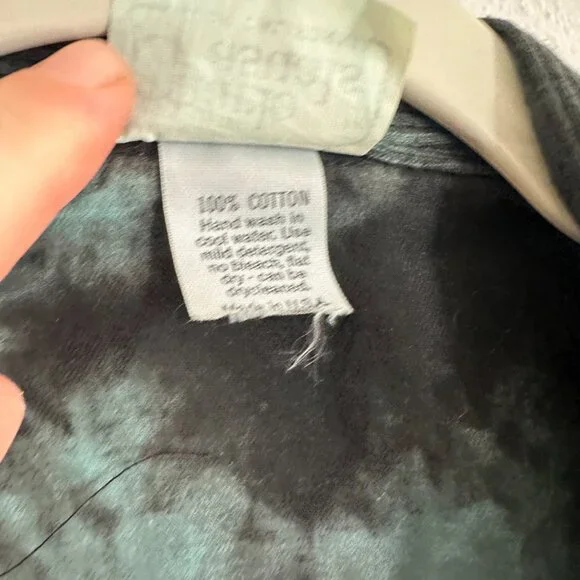 100% COTTON
Hand wash in
cool water. Use
mild detergent,
no bleach, flat
dry - can be
drycleaned.
Made in U.S.A.